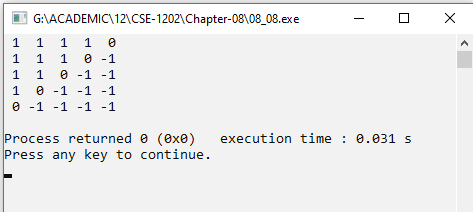 G:\ACADEMIC\12\CSE-1202\Chapter-08\08_08.exe
1  1  1  1  0
1  1  1  0 -1
1  1  0 -1 -1
1  0 -1 -1 -1
0 -1 -1 -1 -1
Process returned 0 (0x0)   execution time : 0.031 s
Press any key to continue.